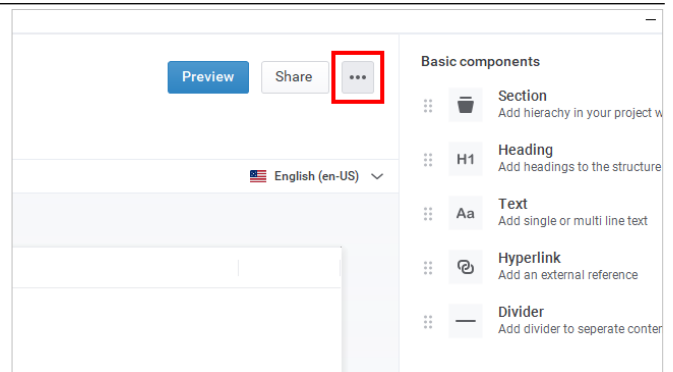 Preview
Share
English (en-US)
Basic components
Section
Add hierachy in your project w
H1
Heading
Add headings to the structure
Aa
Text
Add single or multi line text
Hyperlink
Add an external reference
Divider
Add divider to seperate conter